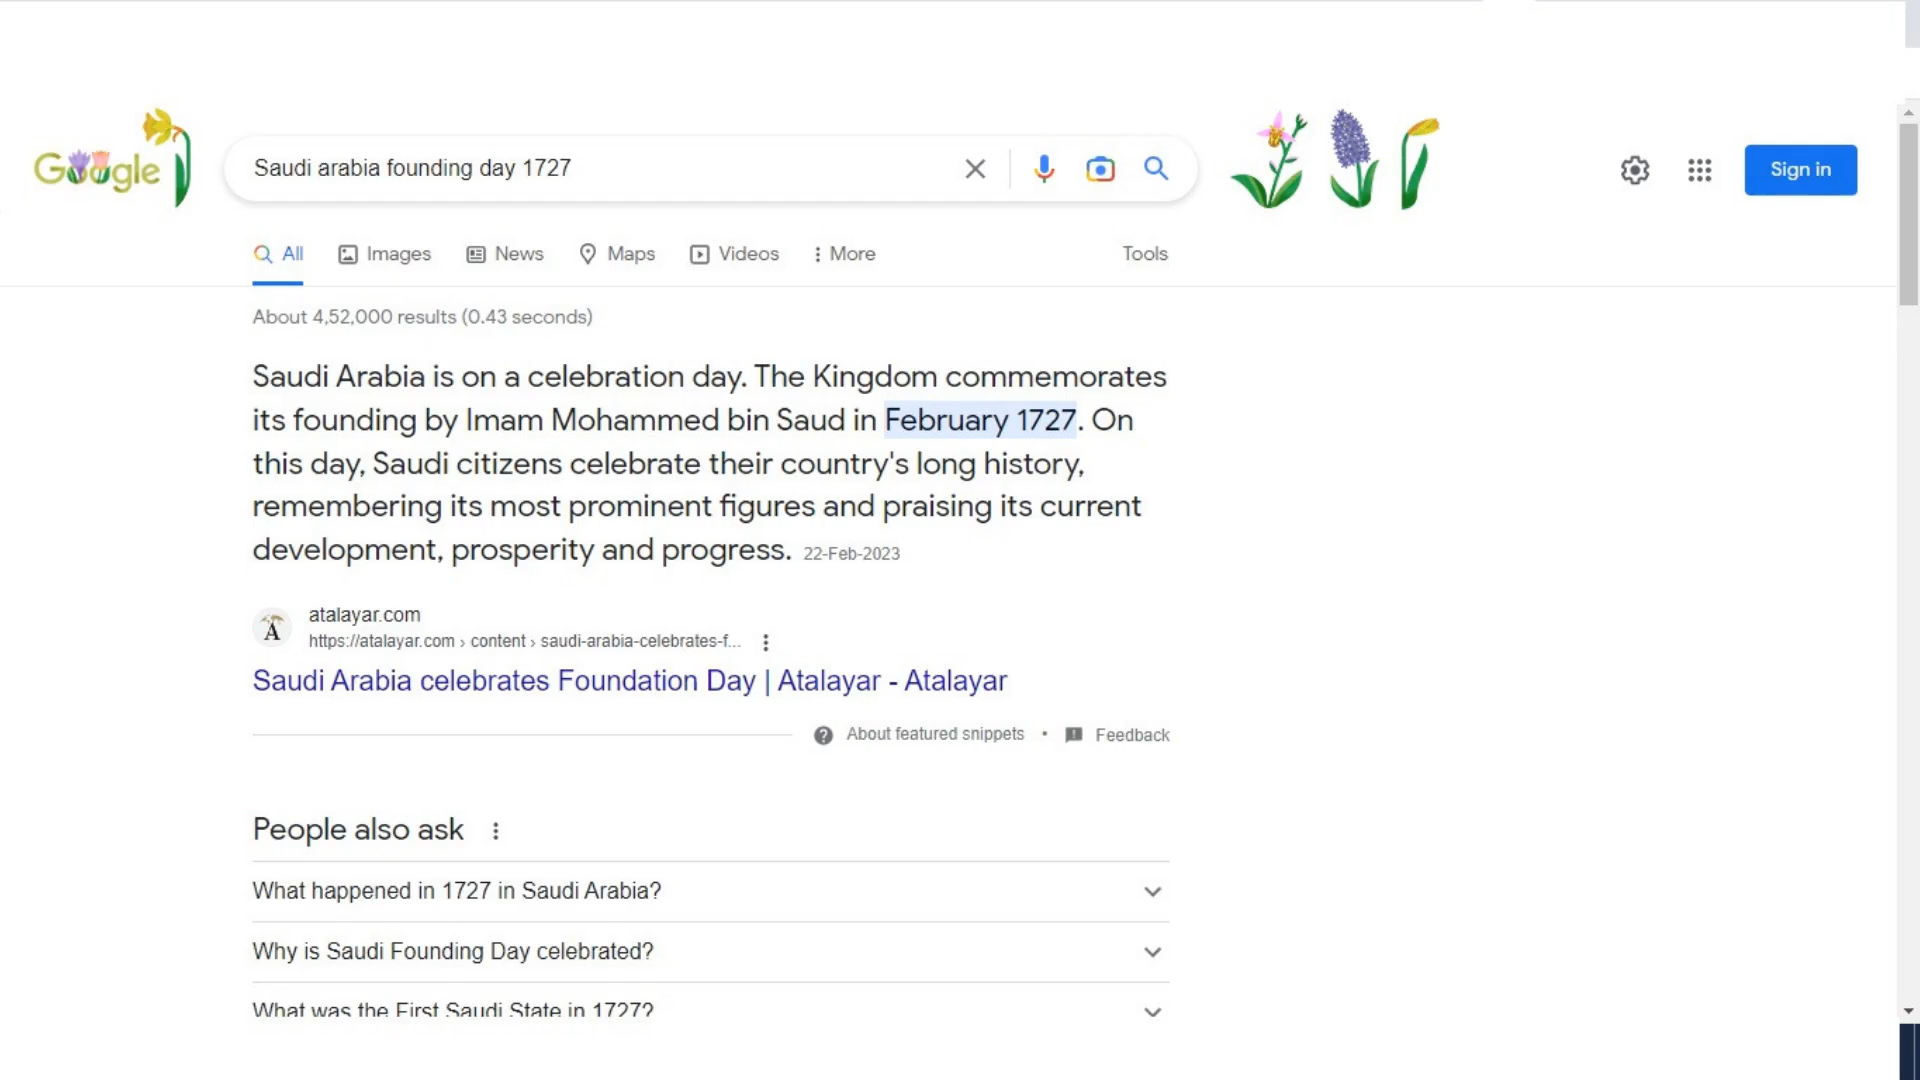 Google
Saudi arabia founding day 1727
Sign in
All Images News Maps Videos More Tools
About 4,52,000 results (0.43 seconds)
Saudi Arabia is on a celebration day. The Kingdom commemorates
its founding by Imam Mohammed bin Saud in February 1727. On
this day, Saudi citizens celebrate their country's long history,
remembering its most prominent figures and praising its current
development, prosperity and progress. 22-Feb-2023
A
atalayar.com
https://atalayar.com › content › saudi-arabia-celebrates-f...
Saudi Arabia celebrates Foundation Day | Atalayar - Atalayar
About featured snippets • Feedback
People also ask
What happened in 1727 in Saudi Arabia?
Why is Saudi Founding Day celebrated?
What was the First Saudi State in 1727?